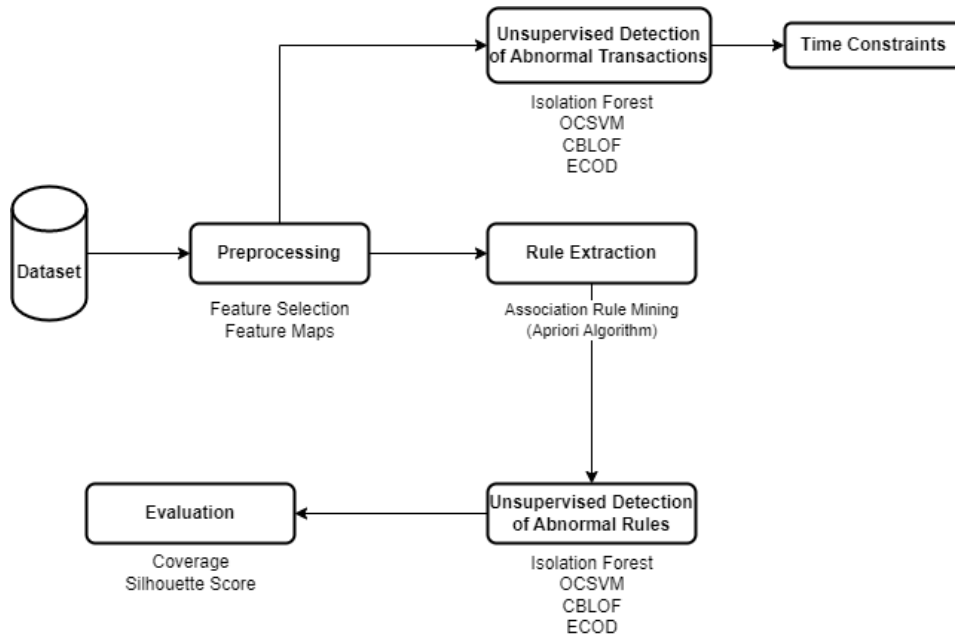 Unsupervised Detection
of Abnormal Transactions
Time Constraints
Isolation Forest
OCSVM
CBLOF
ECOD
Dataset
Preprocessing
Feature Selection
Feature Maps
Rule Extraction
Association Rule Mining
(Apriori Algorithm)
Unsupervised Detection
of Abnormal Rules
Isolation Forest
OCSVM
CBLOF
ECOD
Evaluation
Coverage
Silhouette Score